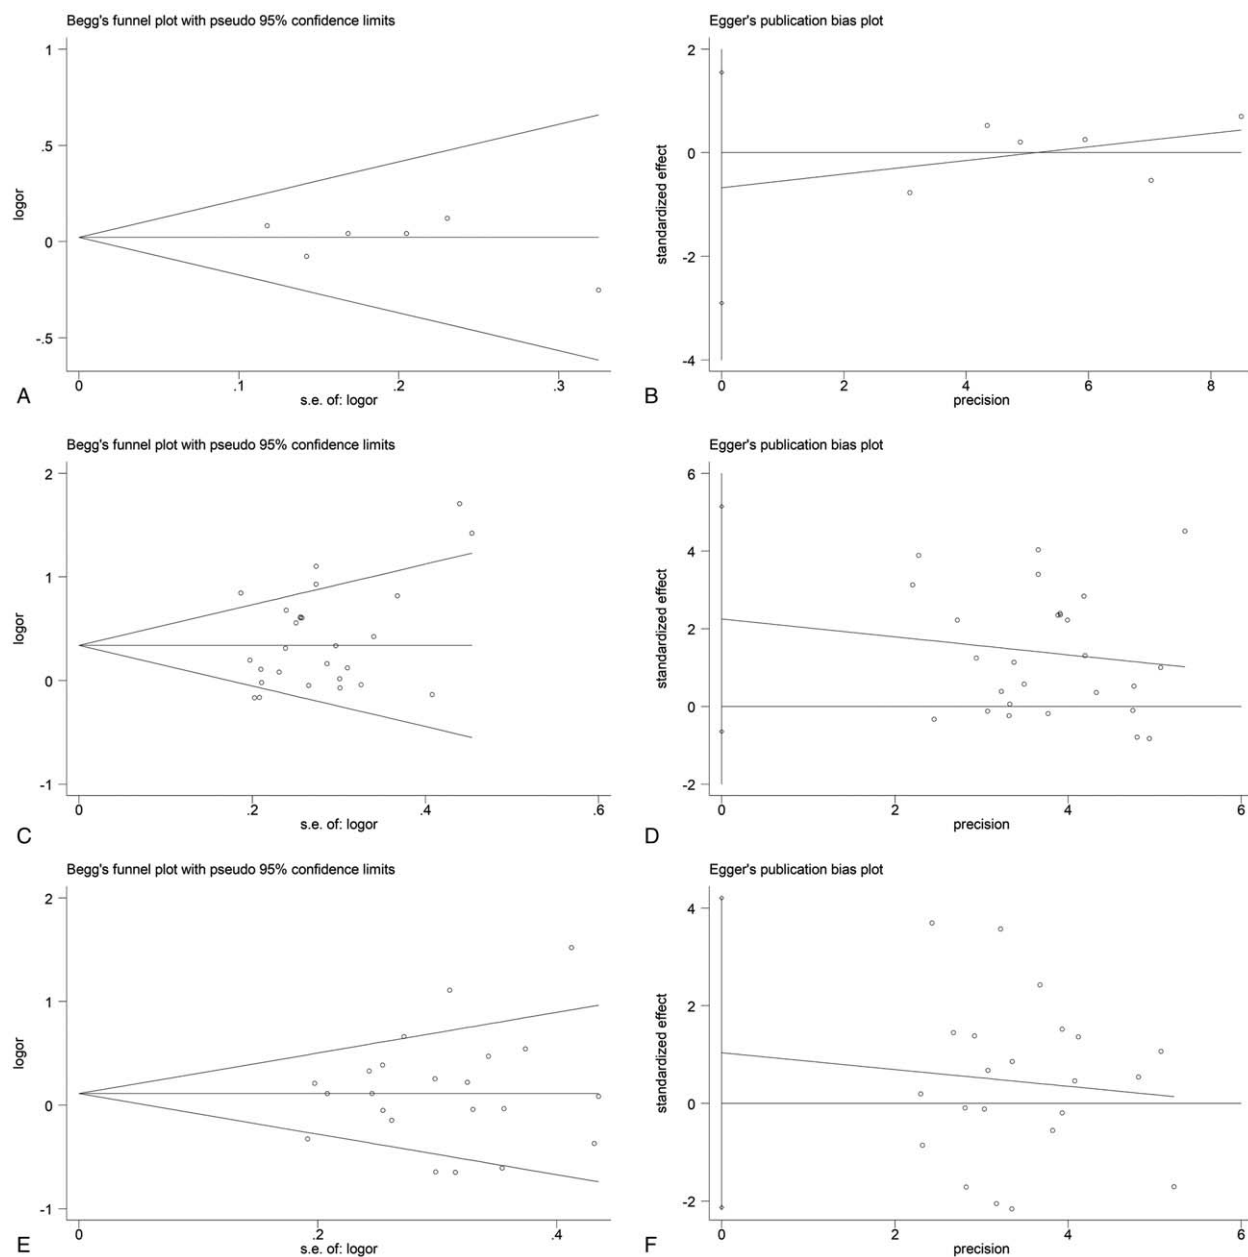 Begg's funnel plot with pseudo 95% confidence limits
1
.5
0
-.5
logor
0 .1 .2 .3
s.e. of: logor
A
Egger's publication bias plot
2
0
-2
-4
standardized effect
0 2 4 6 8
precision
B
Begg's funnel plot with pseudo 95% confidence limits
2
1
0
-1
logor
0 .2 .4 .6
s.e. of: logor
C
Egger's publication bias plot
6
4
2
0
-2
standardized effect
0 2 4 6
precision
D
Begg's funnel plot with pseudo 95% confidence limits
2
1
0
-1
logor
0 .2 .4
s.e. of: logor
E
Egger's publication bias plot
4
2
0
-2
standardized effect
0 2 4 6
precision
F